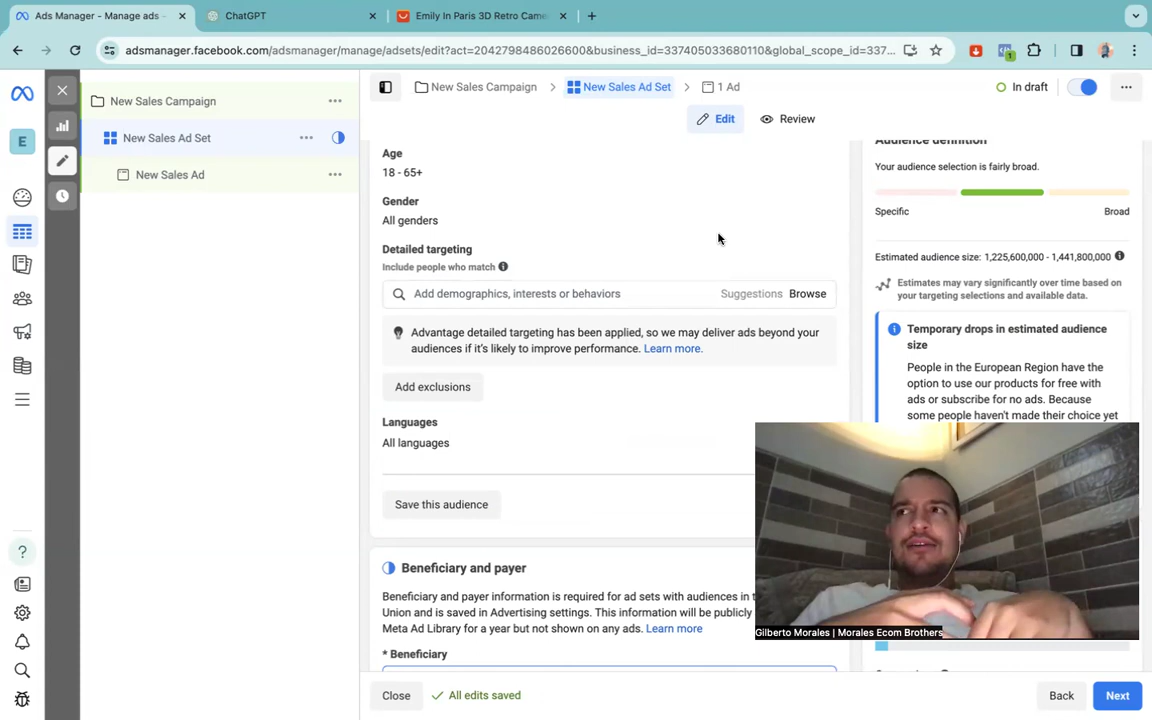 Ads Manager - Manage ads -
ChatGPT
Emily In Paris 3D Retro Came
adsmanager.facebook.com/adsmanager/manage/adsets/edit?act=2042798486026600&business_id=337405033680110&global_scope_id=337...
1
New Sales Campaign
New Sales Ad Set
1 Ad
In draft
E
New Sales Campaign
New Sales Ad Set
New Sales Ad
Edit
Review
Age
18 - 65+
Gender
All genders
Detailed targeting
Include people who match
Add demographics, interests or behaviors
Suggestions
Browse
Advantage detailed targeting has been applied, so we may deliver ads beyond your
audiences if it's likely to improve performance. Learn more.
Add exclusions
Languages
All languages
Save this audience
Beneficiary and payer
Beneficiary and payer information is required for ad sets with audiences in
Union and is saved in Advertising settings. This information will be publicly
Meta Ad Library for a year but not shown on any ads. Learn more
* Beneficiary
Audience definition
Your audience selection is fairly broad.
Specific
Broad
Estimated audience size: 1,225,600,000 - 1,441,800,000
Estimates may vary significantly over time based on
your targeting selections and available data.
Temporary drops in estimated audience
size
People in the European Region have the
option to use our products for free with
ads or subscribe for no ads. Because
some people haven't made their choice yet
Gilberto Morales | Morales Ecom Brothers
Close
All edits saved
Back
Next